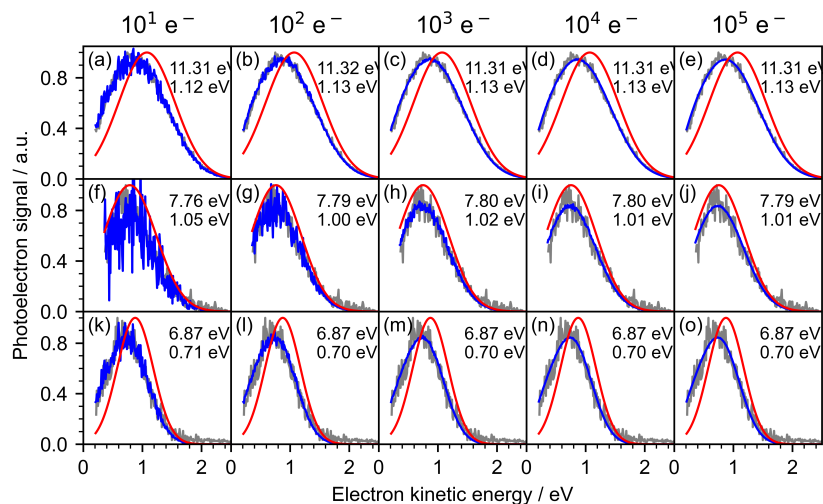 10¹ e⁻ 10² e⁻ 10³ e⁻ 10⁴ e⁻ 10⁵ e⁻
Photoelectron signal / a.u.
0.8 (a) 11.31 eV (b) 11.32 eV (c) 11.31 eV (d) 11.31 eV (e) 11.31 eV
1.12 eV 1.13 eV 1.13 eV 1.13 eV 1.13 eV
0.4
0.0
0.8 (f) 7.76 eV (g) 7.79 eV (h) 7.80 eV (i) 7.80 eV (j) 7.79 eV
1.05 eV 1.00 eV 1.02 eV 1.01 eV 1.01 eV
0.4
0.0
0.8 (k) 6.87 eV (l) 6.87 eV (m) 6.87 eV (n) 6.87 eV (o) 6.87 eV
0.71 eV 0.70 eV 0.70 eV 0.70 eV 0.70 eV
0.4
0.0
0 1 2 0 1 2 0 1 2 0 1 2 0 1 2
Electron kinetic energy / eV